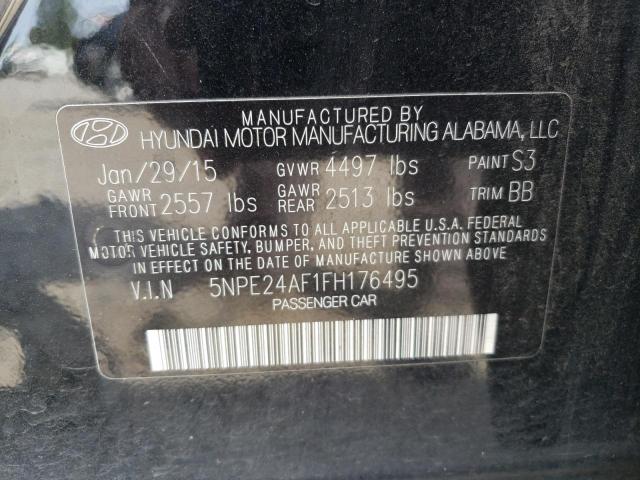 MANUFACTURED BY
HYUNDAI MOTOR MANUFACTURING ALABAMA, LLC
Jan/29/15 GVWR 4497 lbs PAINT S3
GAWR FRONT 2557 lbs GAWR REAR 2513 lbs TRIM BB
THIS VEHICLE CONFORMS TO ALL APPLICABLE U.S.A. FEDERAL
MOTOR VEHICLE SAFETY, BUMPER, AND THEFT PREVENTION STANDARDS
IN EFFECT ON THE DATE OF MANUFACTURE SHOWN ABOVE.
V.I.N 5NPE24AF1FH176495
PASSENGER CAR